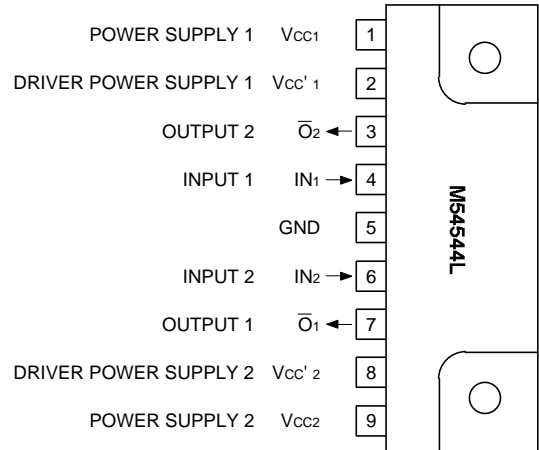 POWER SUPPLY 1 Vcc1 1
DRIVER POWER SUPPLY 1 Vcc' 1 2
OUTPUT 2 O̅2 3
INPUT 1 IN1 4
GND 5
INPUT 2 IN2 6
OUTPUT 1 O̅1 7
DRIVER POWER SUPPLY 2 Vcc' 2 8
POWER SUPPLY 2 Vcc2 9
M54544L